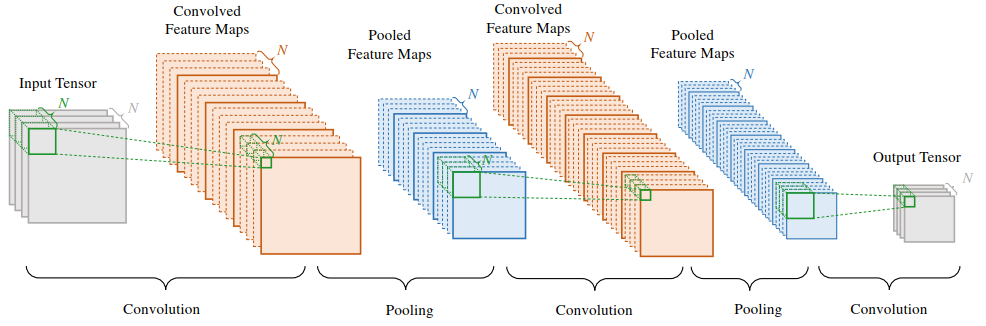 Convolved
Feature Maps
N
Pooled
Feature Maps
N
Convolved
Feature Maps
N
Pooled
Feature Maps
N
Input Tensor
N
N
N
N
Output Tensor
N
Convolution
Pooling
Convolution
Pooling
Convolution